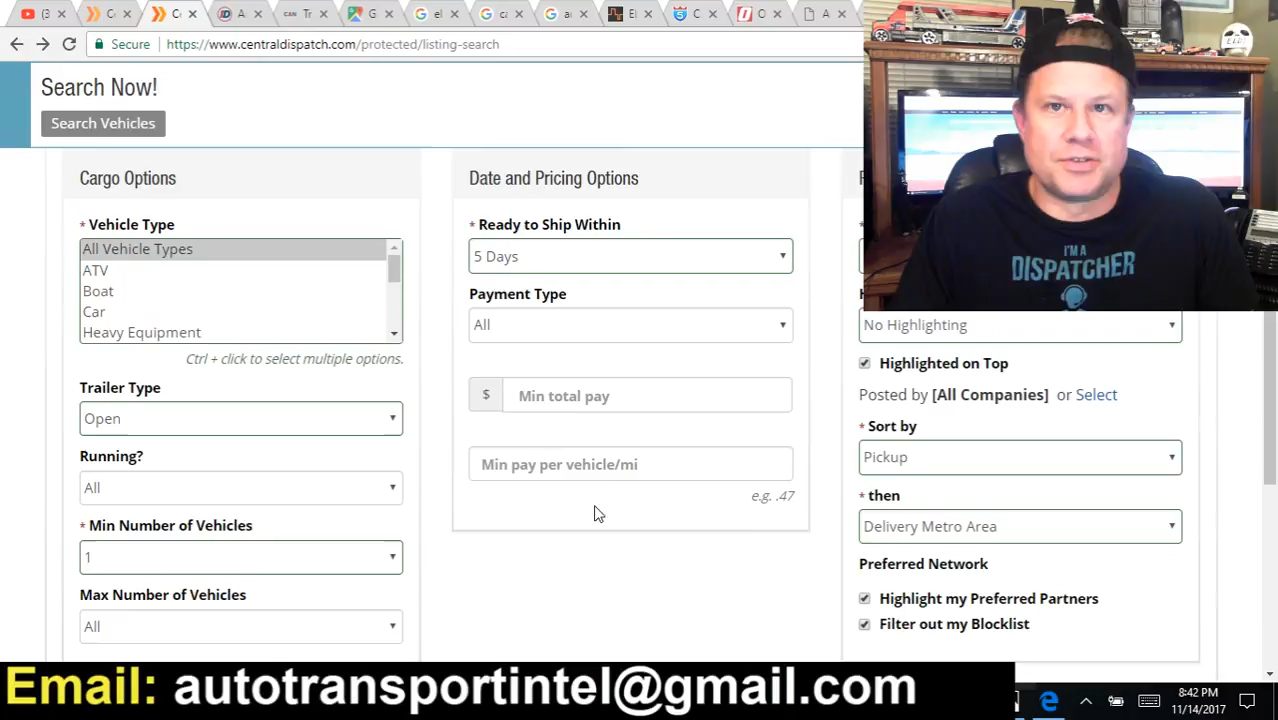 Secure
https://www.centraldispatch.com/protected/listing-search
Search Now!
Search Vehicles
Cargo Options
* Vehicle Type
All Vehicle Types
ATV
Boat
Car
Heavy Equipment
Ctrl + click to select multiple options.
Trailer Type
Open
Running?
All
* Min Number of Vehicles
1
Max Number of Vehicles
All
Date and Pricing Options
* Ready to Ship Within
5 Days
Payment Type
All
$ Min total pay
Min pay per vehicle/mi
e.g. .47
No Highlighting
Highlighted on Top
Posted by [All Companies] or Select
* Sort by
Pickup
* then
Delivery Metro Area
Preferred Network
Highlight my Preferred Partners
Filter out my Blocklist
I'M A
DISPATCHER
Email: autotransportintel@gmail.com
8:42 PM
11/14/2017